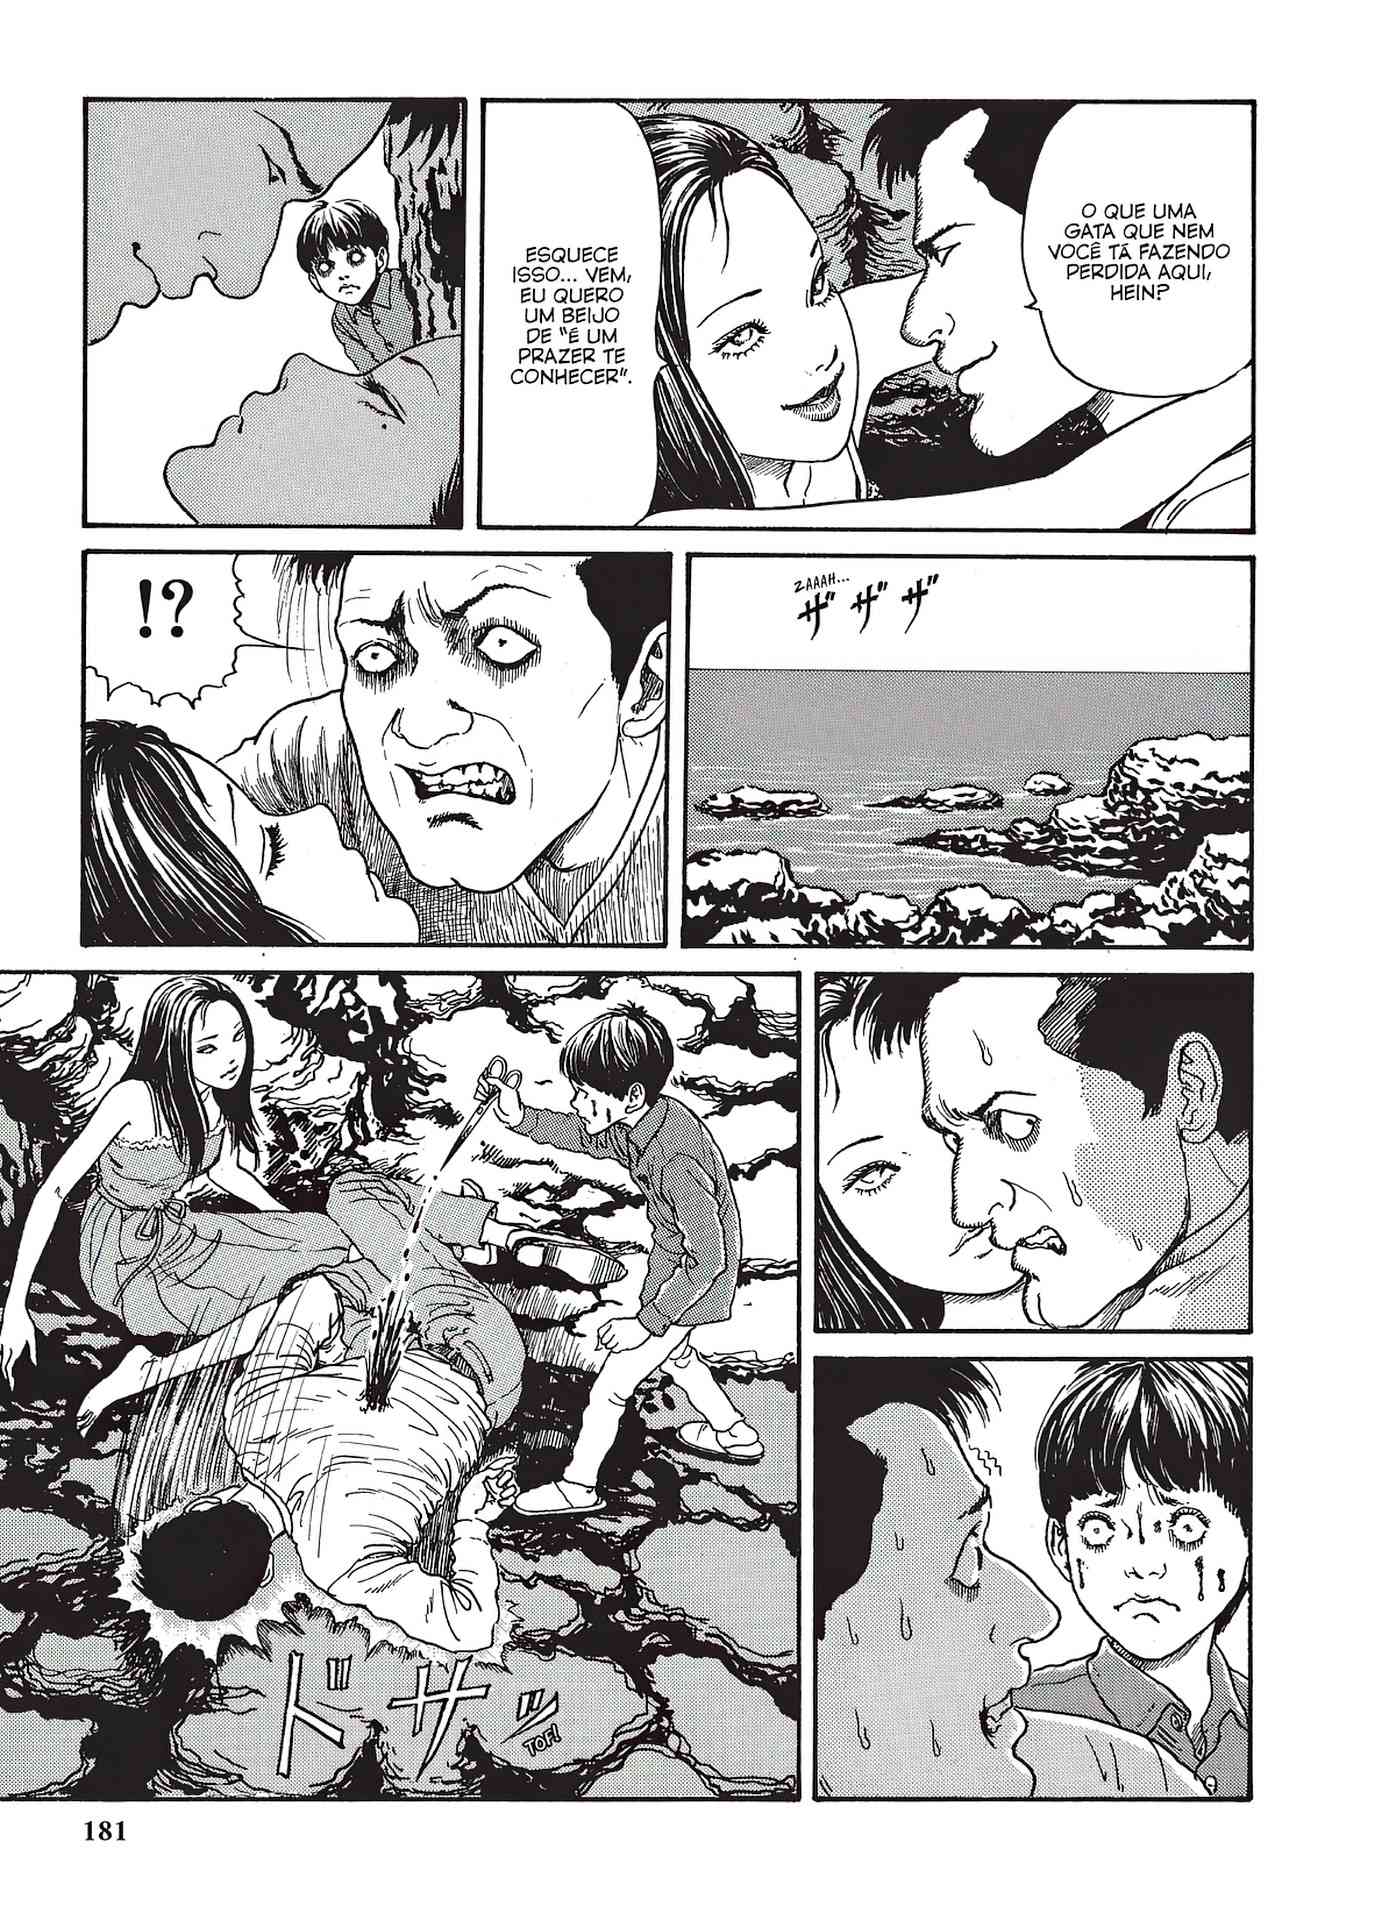 O QUE UMA
GATA QUE NEM
VOCÊ TÁ FAZENDO
PERDIDA AQUI,
HEIN?
ESQUECE
ISSO... VEM,
EU QUERO
UM BEIJO
DE “É UM
PRAZER TE
CONHECER”.
ZAAAH...
ザ ザ ザ
!?
ドサッ
TOF!
181